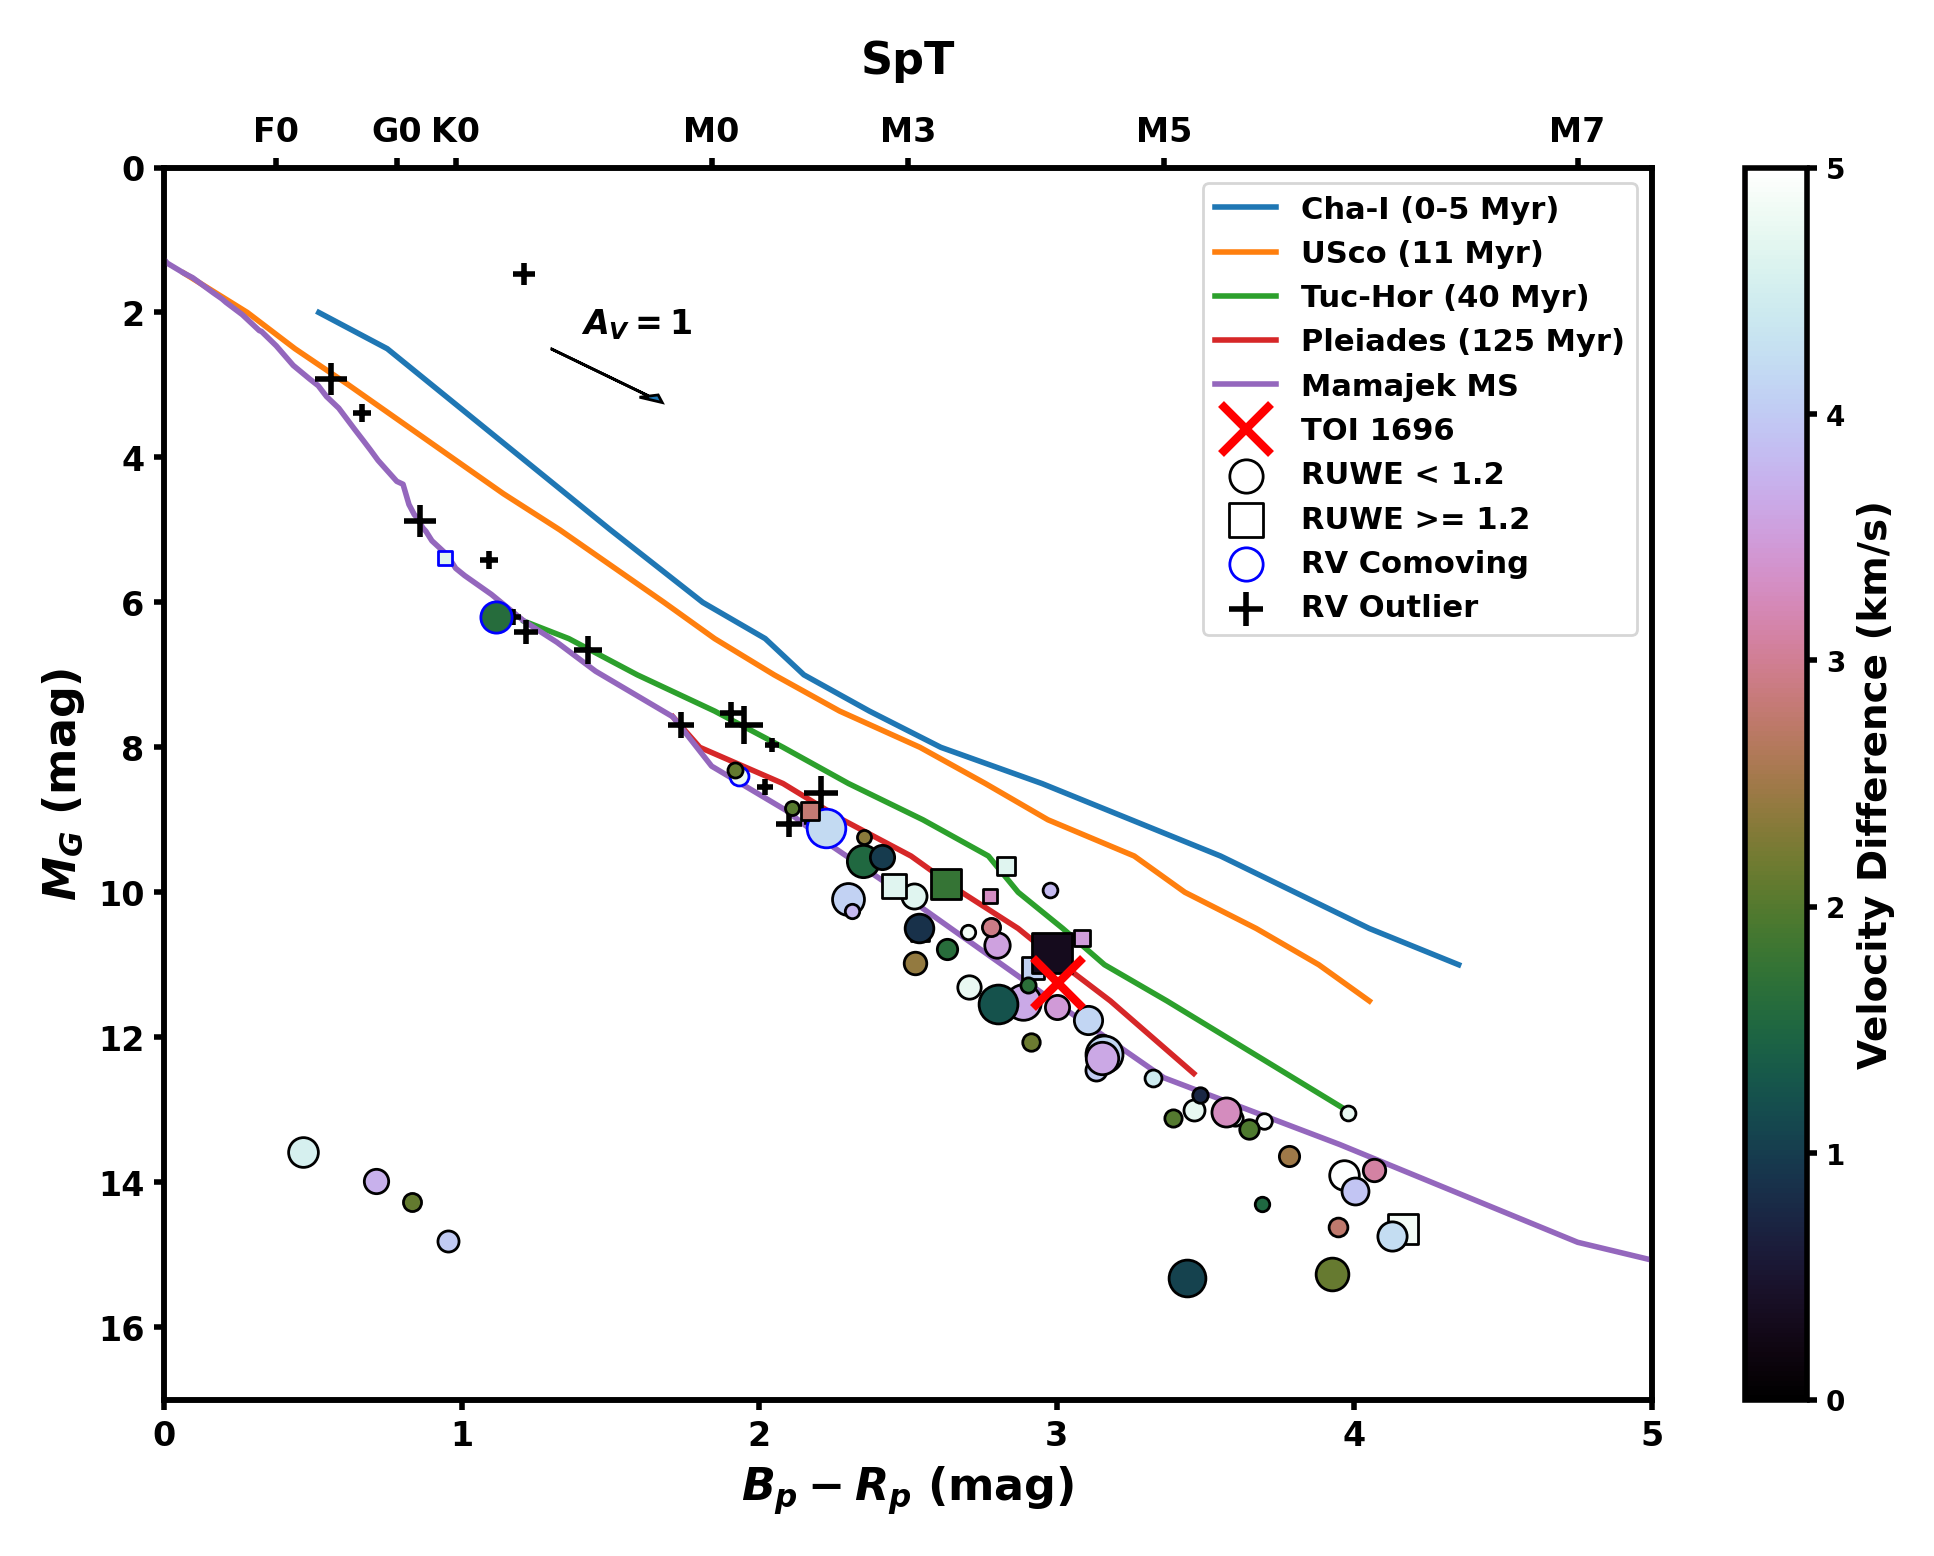 SpT
F0 G0 K0 M0 M3 M5 M7
0
2
4
6
8
10
12
14
16
M_G (mag)
A_V = 1
Cha-I (0-5 Myr)
USco (11 Myr)
Tuc-Hor (40 Myr)
Pleiades (125 Myr)
Mamajek MS
TOI 1696
RUWE < 1.2
RUWE >= 1.2
RV Comoving
RV Outlier
0 1 2 3 4 5
B_p − R_p (mag)
5
4
3
2
1
0
Velocity Difference (km/s)